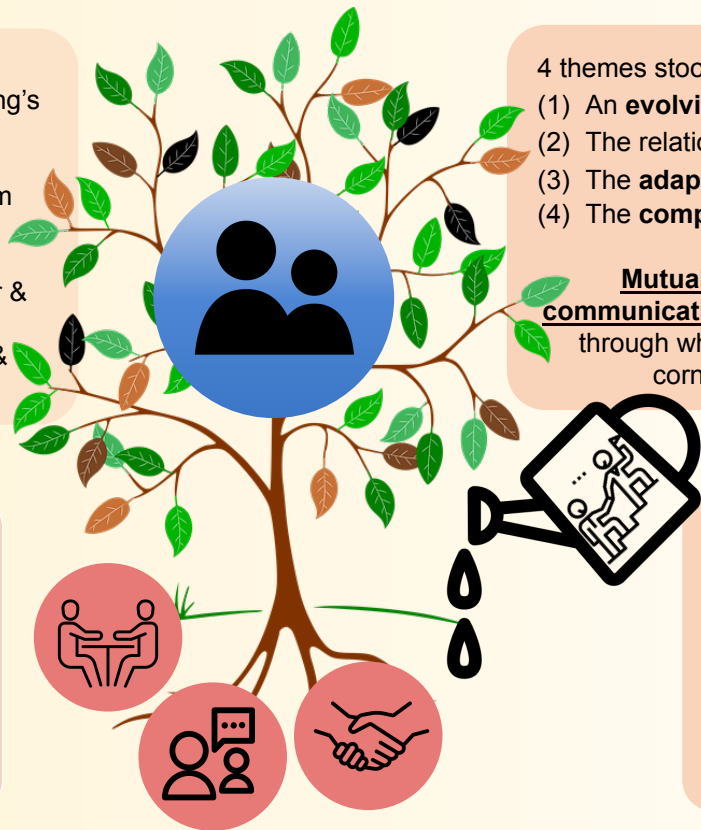 ng's
m
r &
&
4 themes stoo
(1) An evolvi
(2) The relatio
(3) The adap
(4) The comp
Mutua
communicati
through wh
corn
...
...